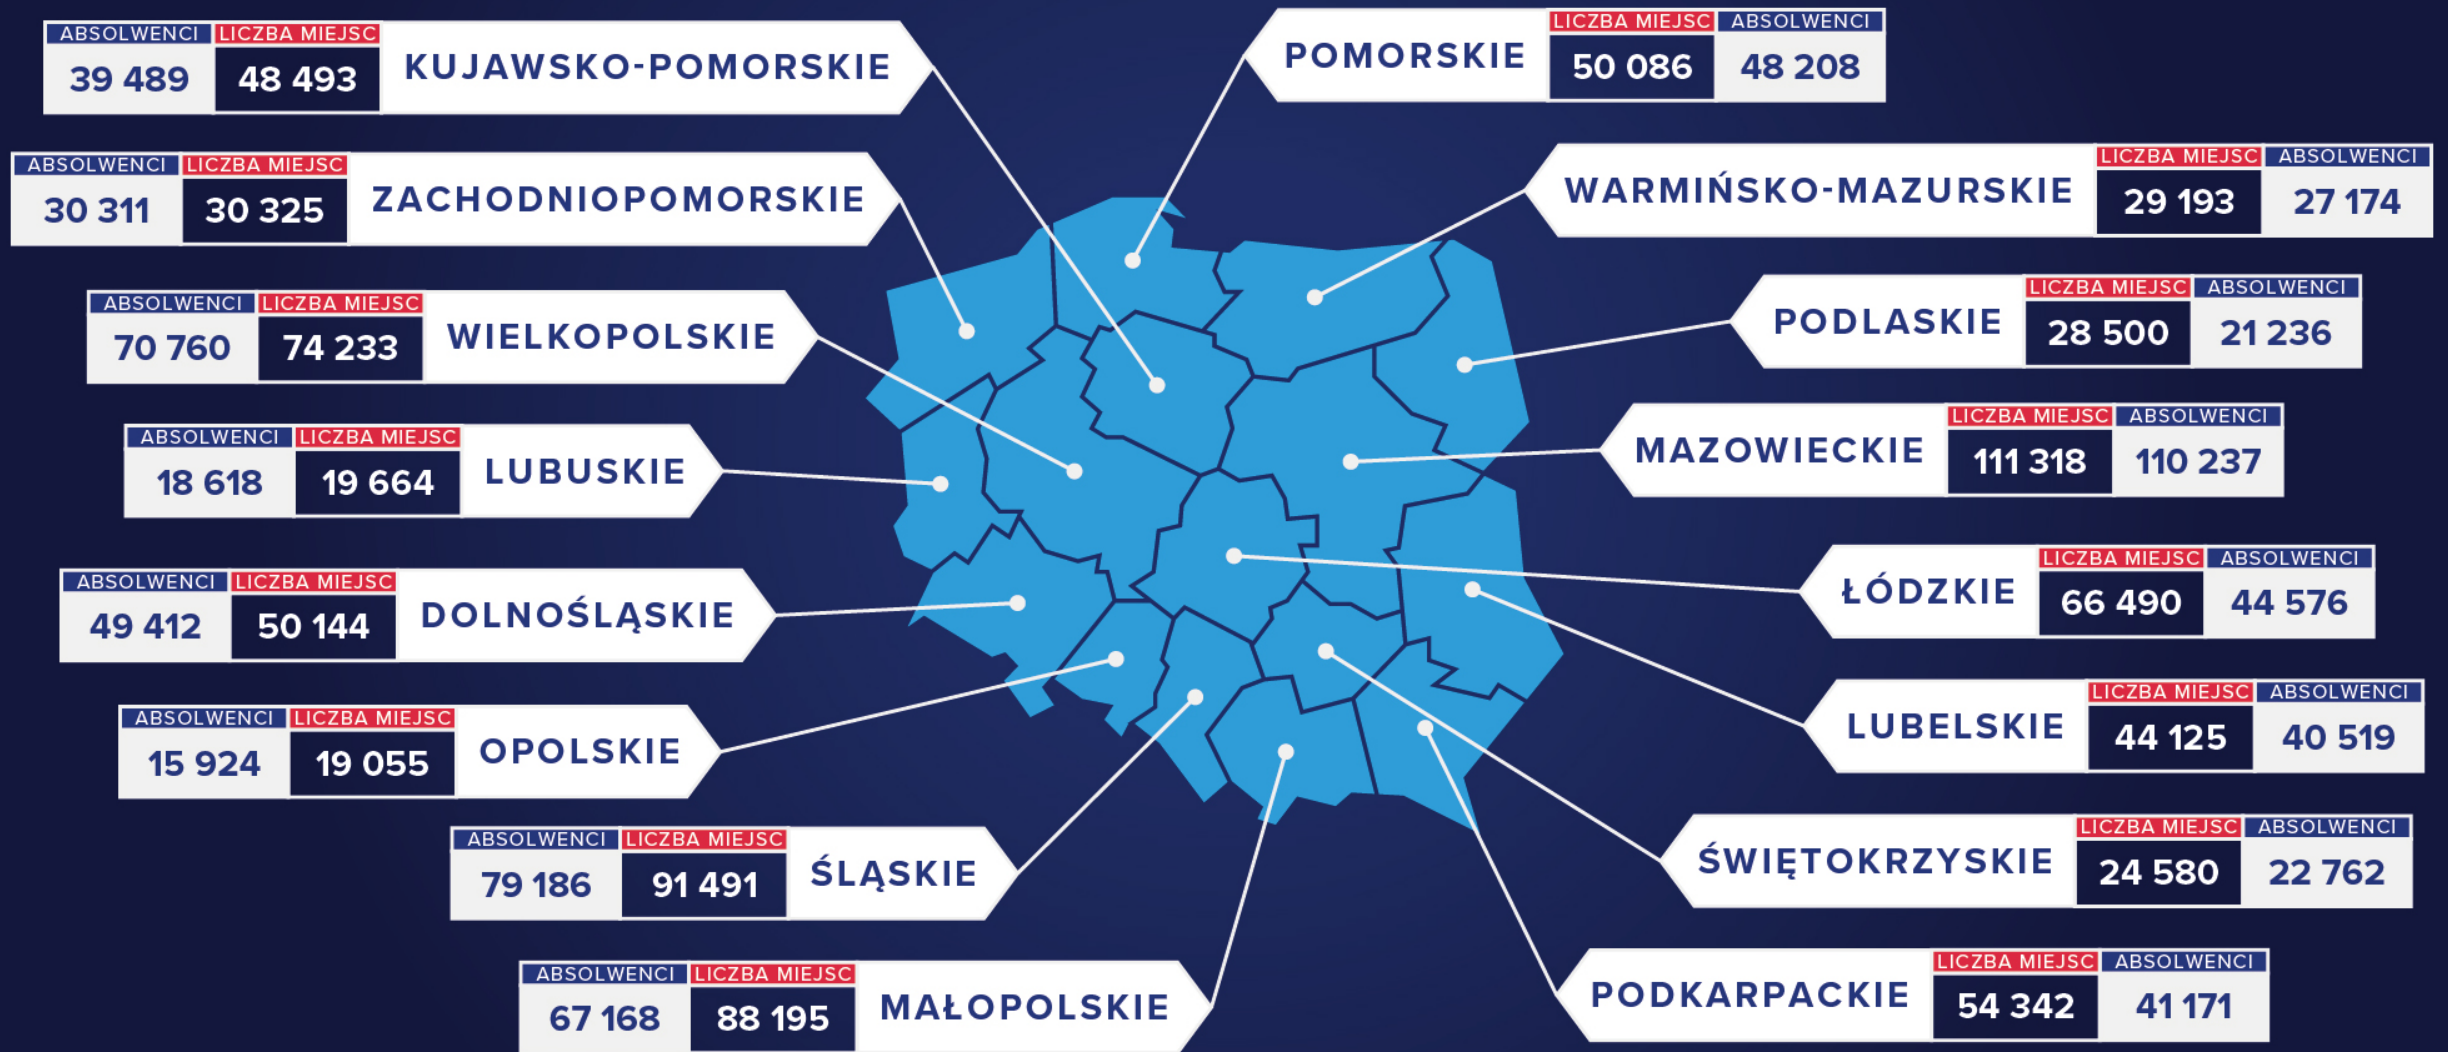 ABSOLWENCI LICZBA MIEJSC
39 489 48 493 KUJAWSKO-POMORSKIE
ABSOLWENCI LICZBA MIEJSC
30 311 30 325 ZACHODNIOPOMORSKIE
ABSOLWENCI LICZBA MIEJSC
70 760 74 233 WIELKOPOLSKIE
ABSOLWENCI LICZBA MIEJSC
18 618 19 664 LUBUSKIE
ABSOLWENCI LICZBA MIEJSC
49 412 50 144 DOLNOŚLĄSKIE
ABSOLWENCI LICZBA MIEJSC
15 924 19 055 OPOLSKIE
ABSOLWENCI LICZBA MIEJSC
79 186 91 491 ŚLĄSKIE
ABSOLWENCI LICZBA MIEJSC
67 168 88 195 MAŁOPOLSKIE
LICZBA MIEJSC ABSOLWENCI
POMORSKIE 50 086 48 208
LICZBA MIEJSC ABSOLWENCI
WARMIŃSKO-MAZURSKIE 29 193 27 174
LICZBA MIEJSC ABSOLWENCI
PODLASKIE 28 500 21 236
LICZBA MIEJSC ABSOLWENCI
MAZOWIECKIE 111 318 110 237
LICZBA MIEJSC ABSOLWENCI
ŁÓDZKIE 66 490 44 576
LICZBA MIEJSC ABSOLWENCI
LUBELSKIE 44 125 40 519
LICZBA MIEJSC ABSOLWENCI
ŚWIĘTOKRZYSKIE 24 580 22 762
LICZBA MIEJSC ABSOLWENCI
PODKARPACKIE 54 342 41 171